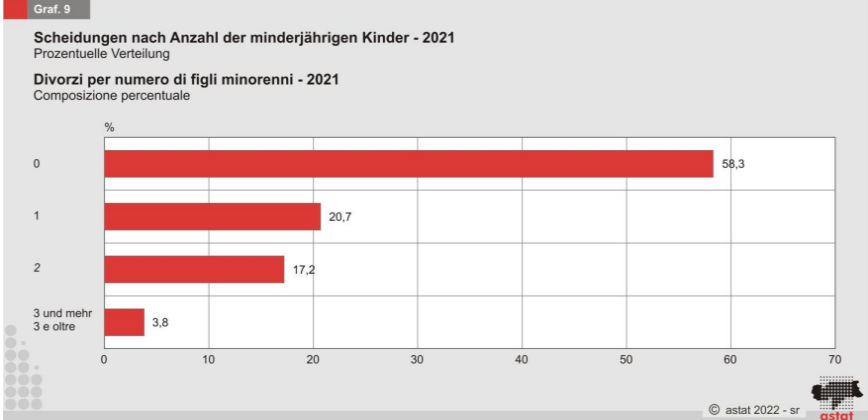 Graf. 9
Scheidungen nach Anzahl der minderjährigen Kinder - 2021
Prozentuelle Verteilung
Divorzi per numero di figli minorenni - 2021
Composizione percentuale
%
0
58,3
1
20,7
2
17,2
3 und mehr
3 e oltre
3,8
0 10 20 30 40 50 60 70
© astat 2022 - sr
astat